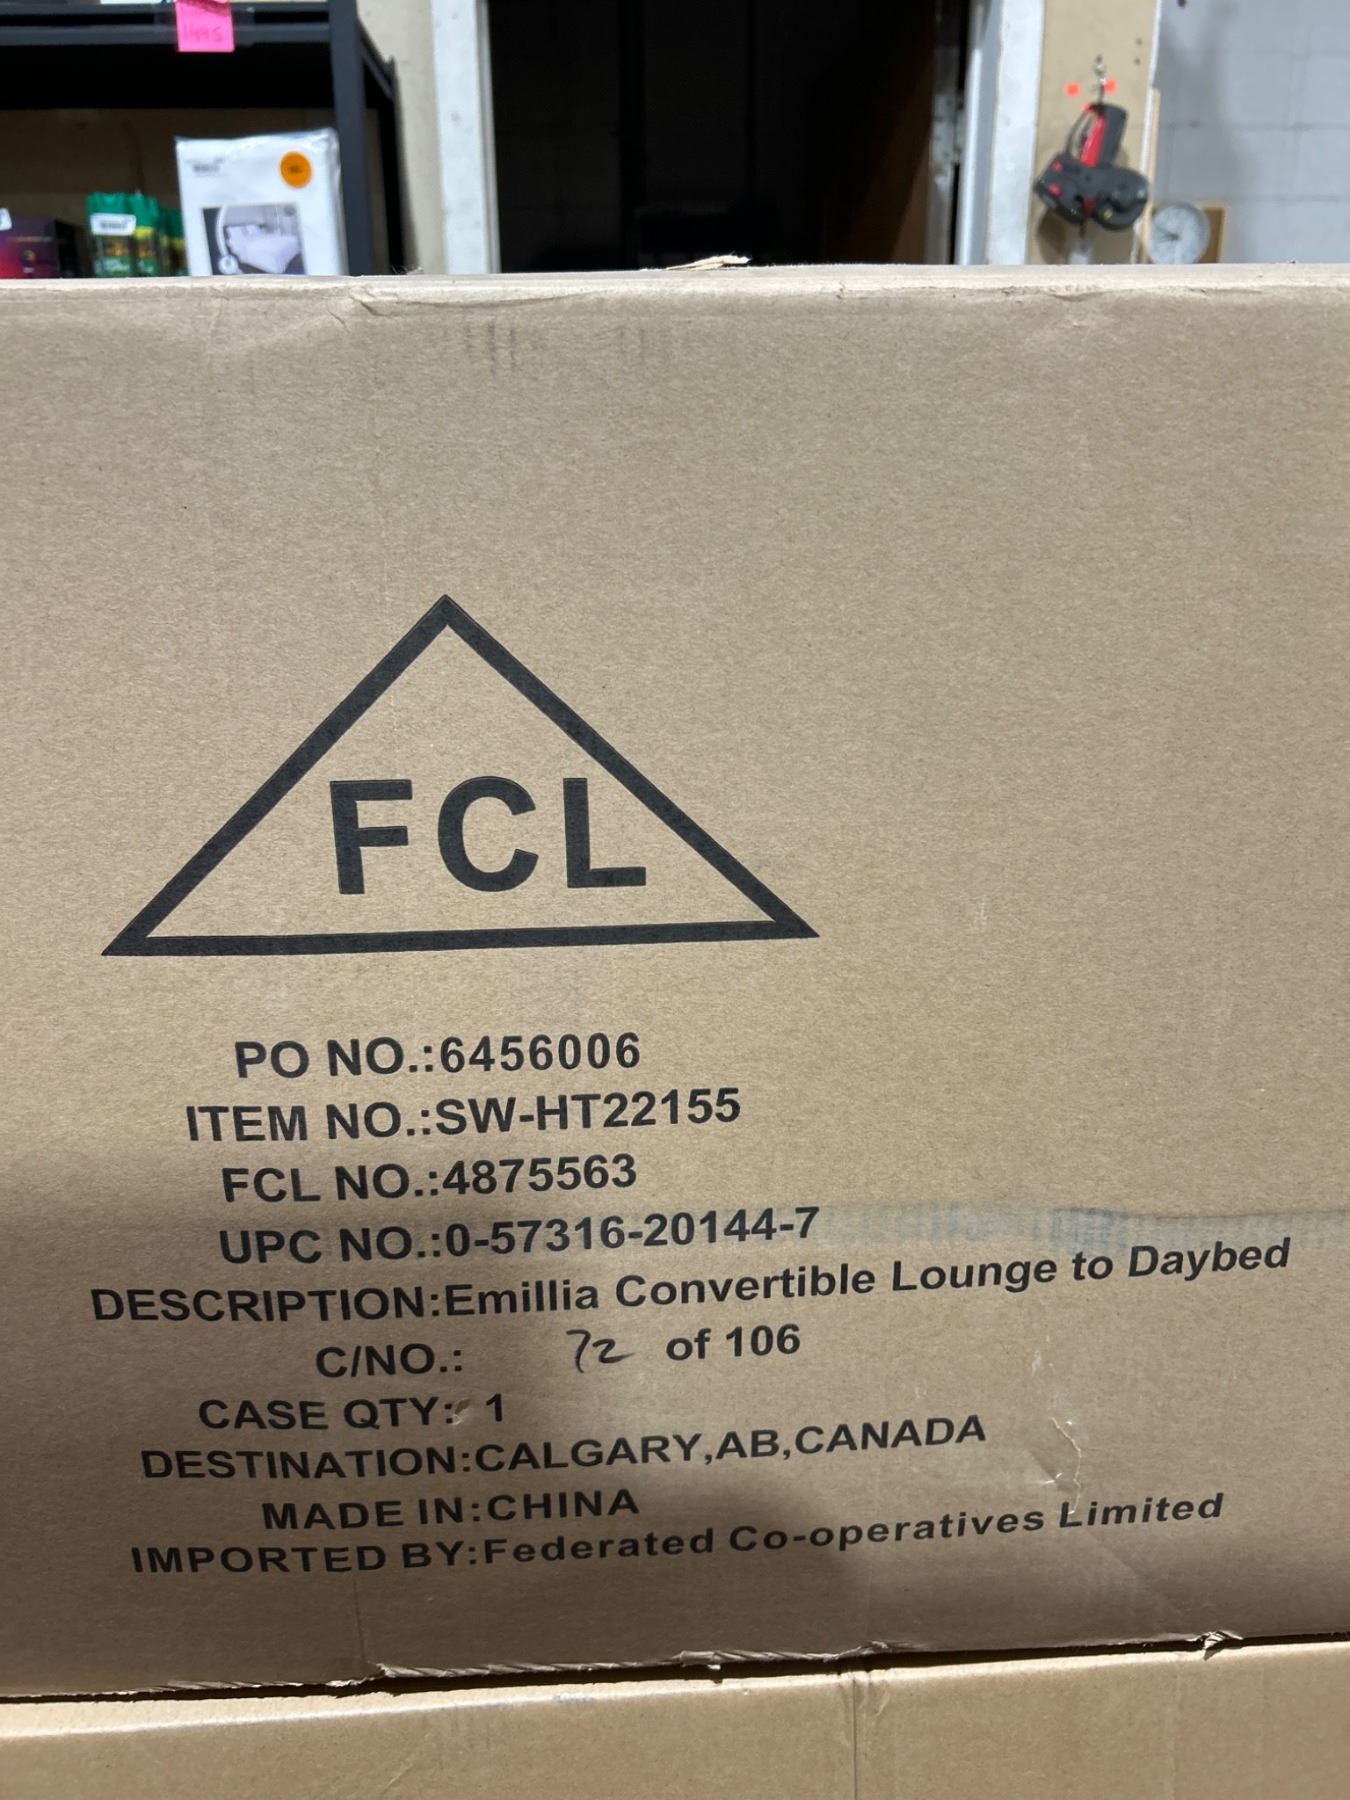 FCL
PO NO.:6456006
ITEM NO.:SW-HT22155
FCL NO.:4875563
UPC NO.:0-57316-20144-7
DESCRIPTION:Emillia Convertible Lounge to Daybed
C/NO.: 72 of 106
CASE QTY: 1
DESTINATION:CALGARY,AB,CANADA
MADE IN:CHINA
IMPORTED BY:Federated Co-operatives Limited